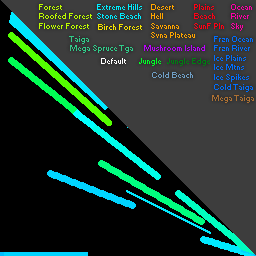 Forest Extreme Hills Desert Plains Ocean
Roofed Forest Stone Beach Hell Beach River
Flower Forest Birch Forest Savanna SunF Pln Sky
Svna Plateau
Taiga Frzn Ocean
Mega Spruce Tga Mushroom Island Frzn River
Default Jungle Jungle Edge Ice Plains
Ice Mtns
Cold Beach Ice Spikes
Cold Taiga
Mega Taiga